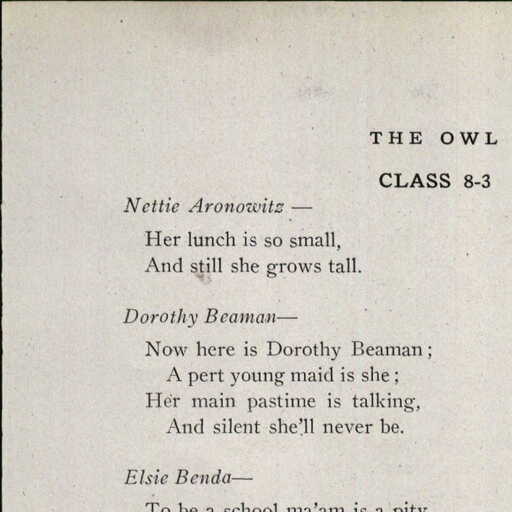 THE OWL
CLASS 8-3
Nettie Aronowitz —
Her lunch is so small,
And still she grows tall.
Dorothy Beaman—
Now here is Dorothy Beaman;
A pert young maid is she;
Her main pastime is talking,
And silent she'll never be.
Elsie Benda—
To be a school ma'am is a pity